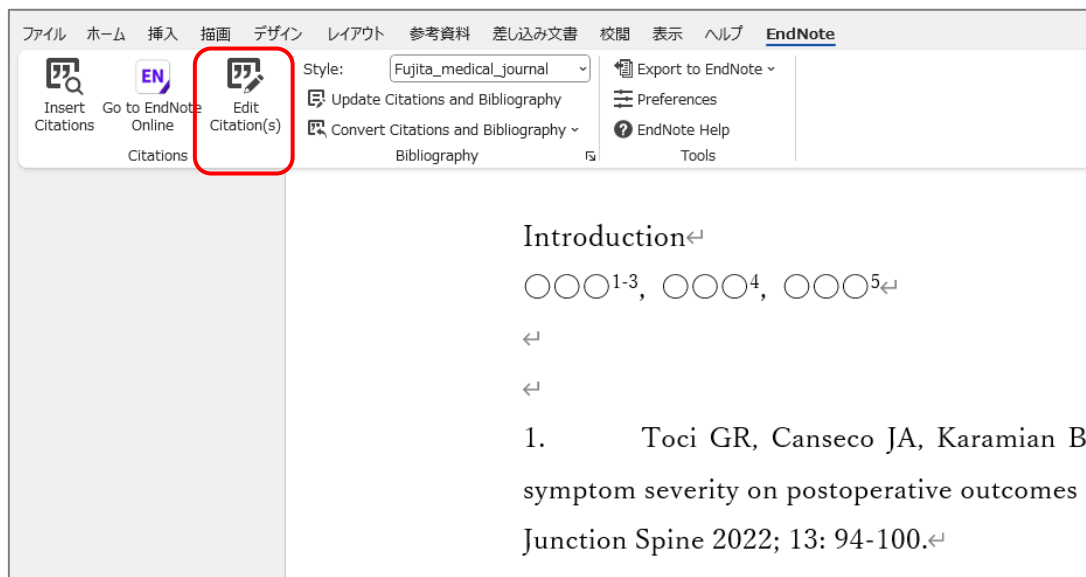 ファイル ホーム 挿入 描画 デザイン レイアウト 参考資料 差し込み文書 校閲 表示 ヘルプ EndNote
Insert Citations
EN
Go to EndNote Online
Edit Citation(s)
Citations
Style: Fujita_medical_journal
Update Citations and Bibliography
Convert Citations and Bibliography
Bibliography
Export to EndNote
Preferences
EndNote Help
Tools
Introduction↵
○○○1-3, ○○○4, ○○○5↵
↵
↵
1. Toci GR, Canseco JA, Karamian B
symptom severity on postoperative outcomes
Junction Spine 2022; 13: 94-100.↵